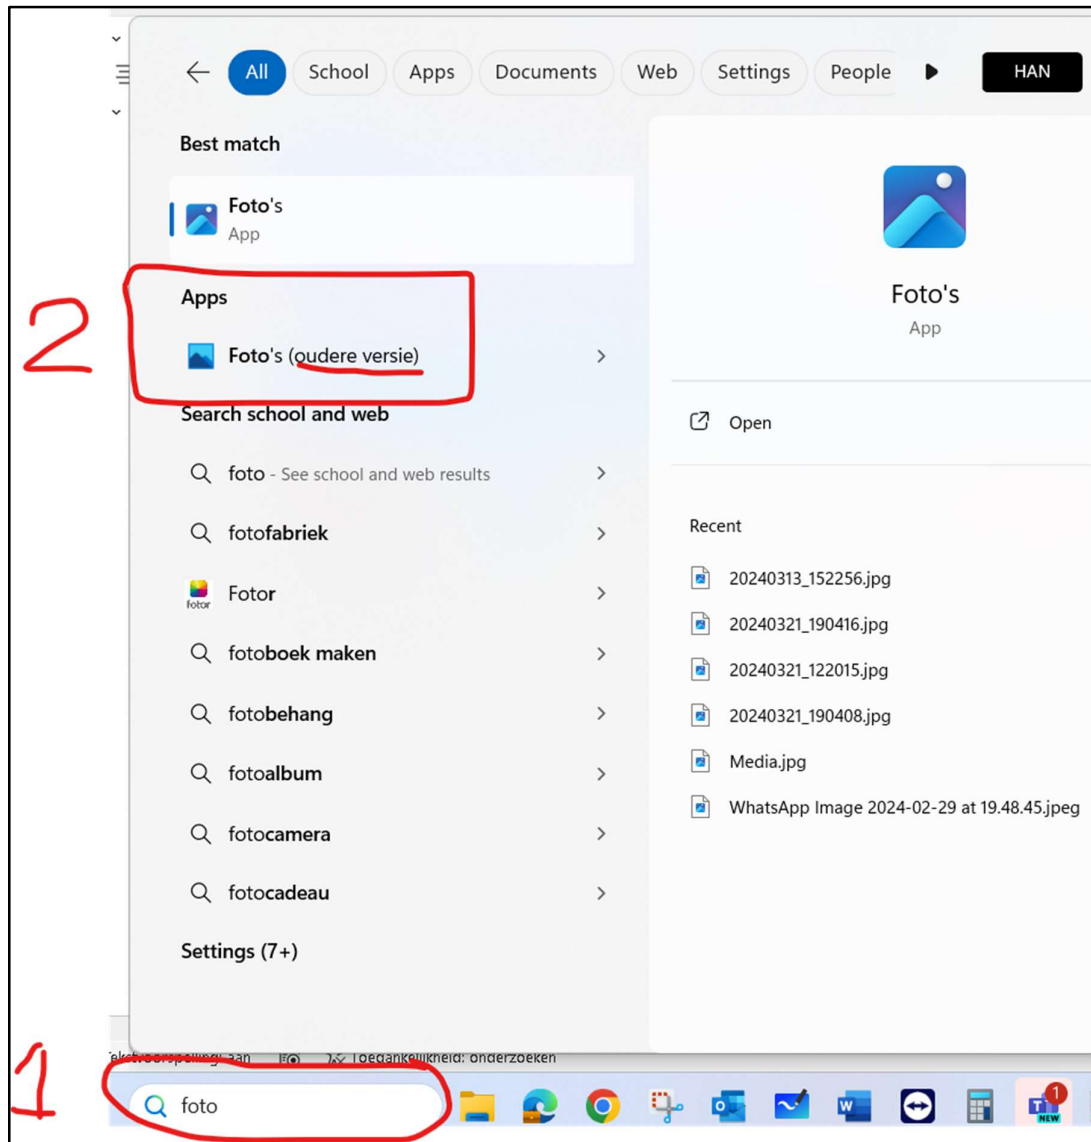 All School Apps Documents Web Settings People HAN
Best match
Foto's
App
2
Apps
Foto's (oudere versie)
Search school and web
foto - See school and web results
fotofabriek
fotor
Fotor
fotoboek maken
fotobehang
fotoalbum
fotocamera
fotocadeau
Settings (7+)
Foto's
App
Open
Recent
20240313_152256.jpg
20240321_190416.jpg
20240321_122015.jpg
20240321_190408.jpg
Media.jpg
WhatsApp Image 2024-02-29 at 19.48.45.jpeg
aan Toegankelijkheid: onderzoeken
1
foto
1
NEW